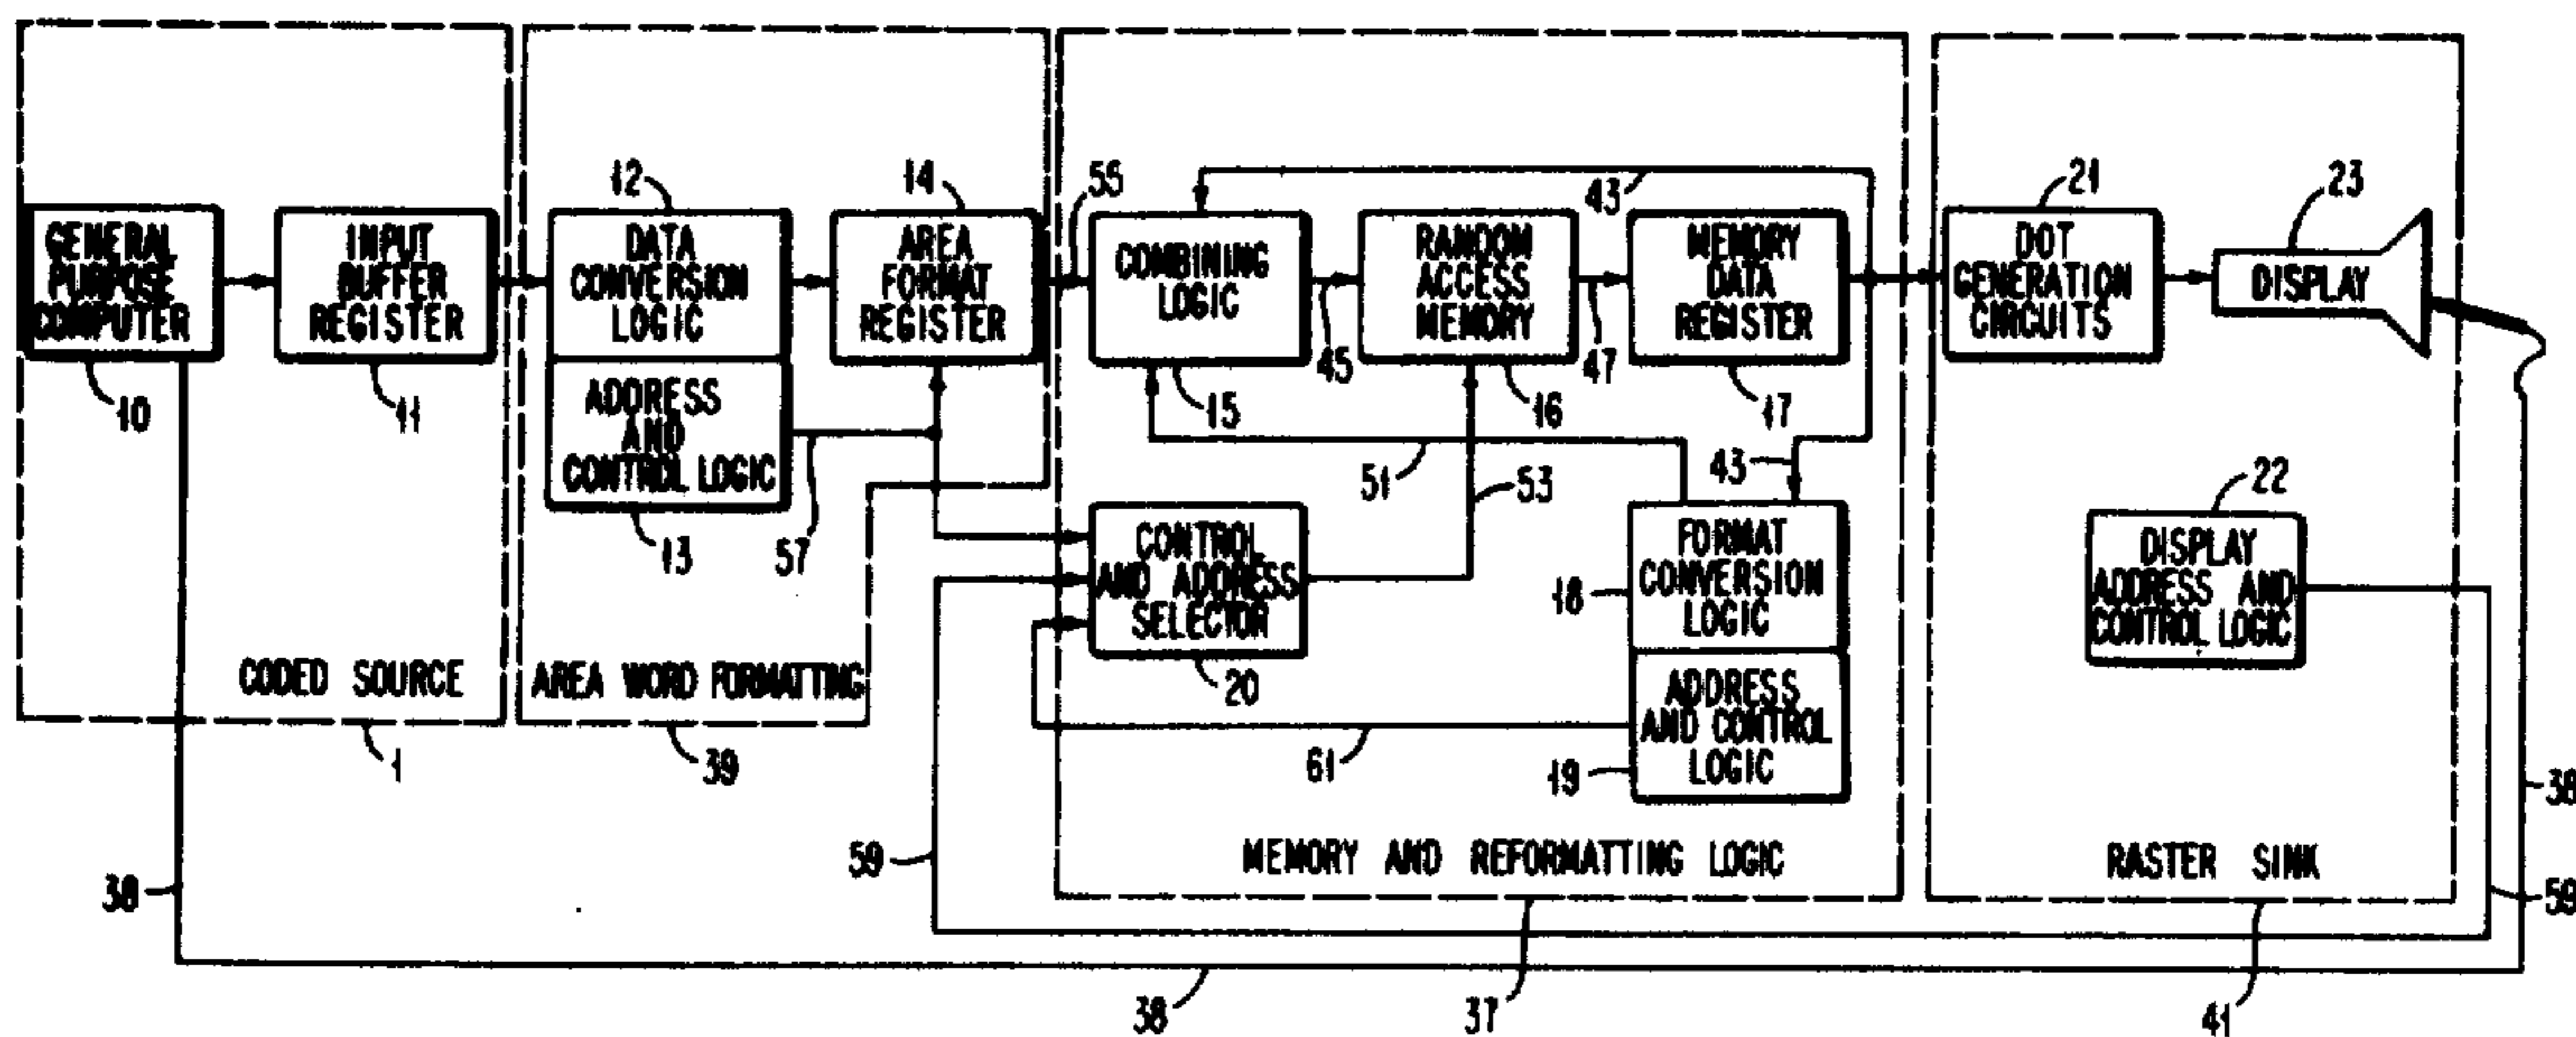 12
14
55
43
21
23
GENERAL
PURPOSE
COMPUTER
INPUT
BUFFER
REGISTER
DATA
CONVERSION
LOGIC
AREA
FORMAT
REGISTER
COMBINING
LOGIC
RANDOM
ACCESS
MEMORY
MEMORY
DATA
REGISTER
DOT
GENERATION
CIRCUITS
DISPLAY
10
11
ADDRESS
AND
CONTROL LOGIC
13
57
15
45
16
47
17
51
53
43
22
CONTROL
AND ADDRESS
SELECTOR
20
18
FORMAT
CONVERSION
LOGIC
DISPLAY
ADDRESS AND
CONTROL LOGIC
CODED SOURCE
AREA WORD FORMATTING
1
39
61
19
ADDRESS
AND CONTROL
LOGIC
38
59
38
MEMORY AND REFORMATTING LOGIC
RASTER SINK
59
38
37
41